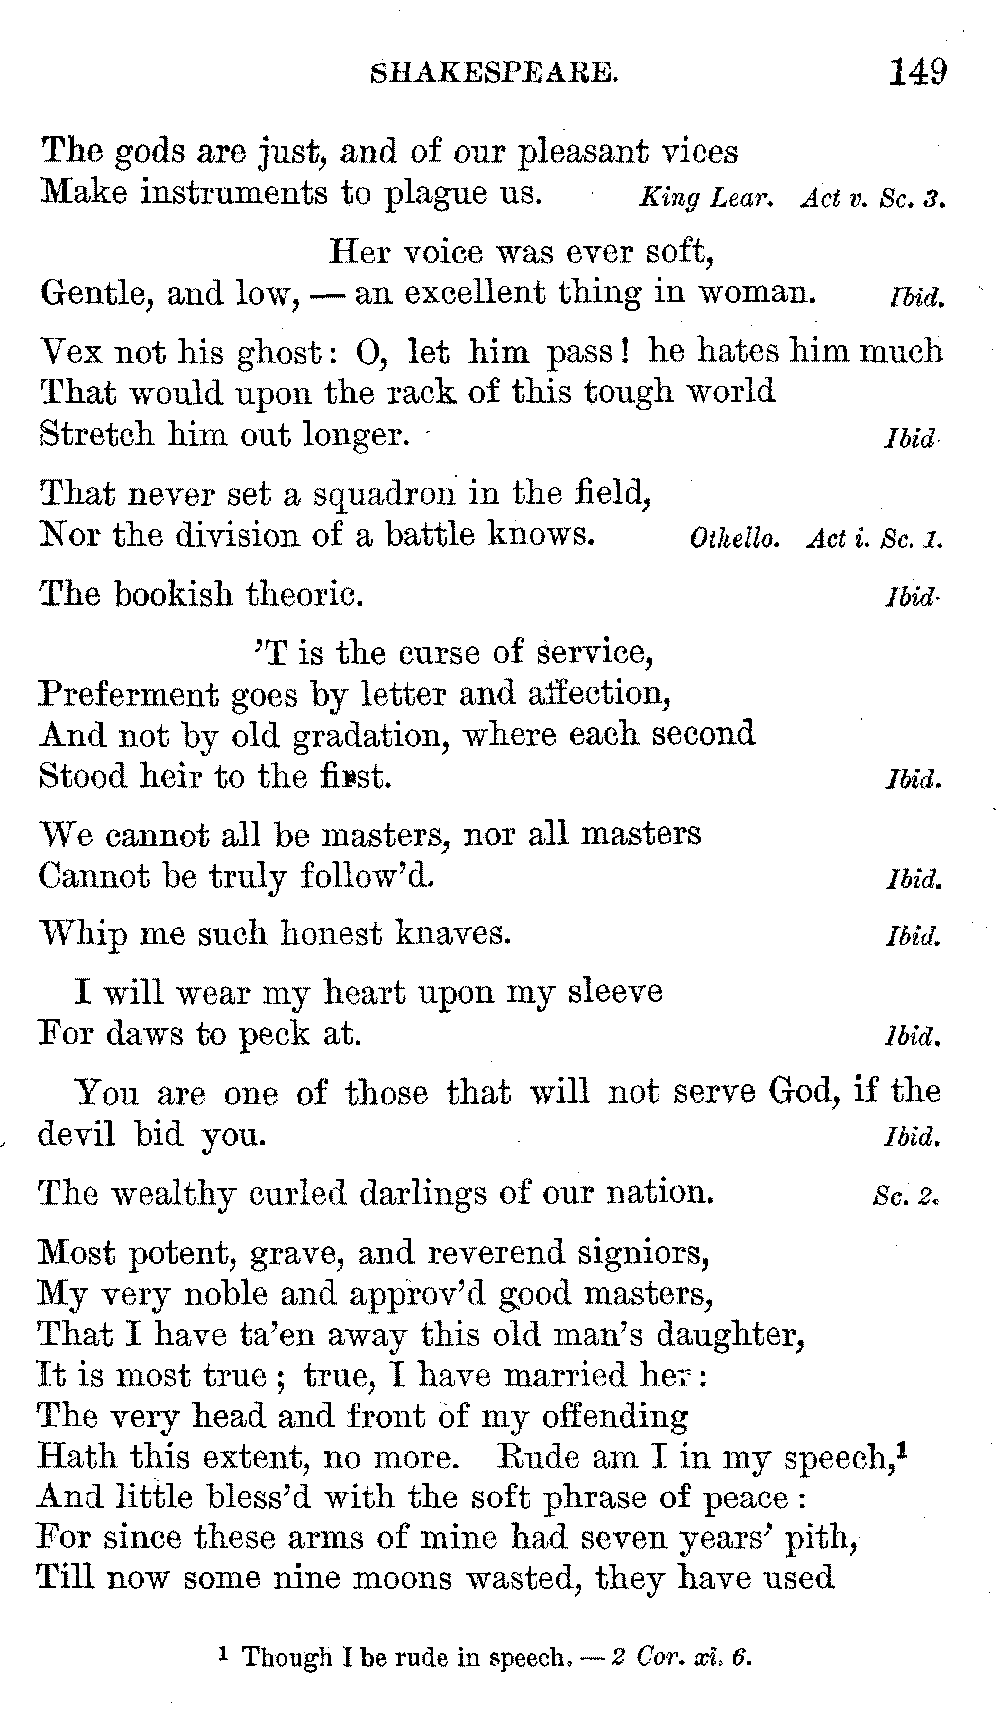 SHAKESPEARE. 149
The gods are just, and of our pleasant vices
Make instruments to plague us. King Lear. Act v. Sc. 3.
Her voice was ever soft,
Gentle, and low, — an excellent thing in woman. Ibid.
Vex not his ghost: O, let him pass! he hates him much
That would upon the rack of this tough world
Stretch him out longer. Ibid.
That never set a squadron in the field,
Nor the division of a battle knows. Othello. Act i. Sc. 1.
The bookish theoric. Ibid.
'T is the curse of service,
Preferment goes by letter and affection,
And not by old gradation, where each second
Stood heir to the first. Ibid.
We cannot all be masters, nor all masters
Cannot be truly follow'd. Ibid.
Whip me such honest knaves. Ibid.
I will wear my heart upon my sleeve
For daws to peck at. Ibid.
You are one of those that will not serve God, if the
devil bid you. Ibid.
The wealthy curled darlings of our nation. Sc. 2.
Most potent, grave, and reverend signiors,
My very noble and approv'd good masters,
That I have ta'en away this old man's daughter,
It is most true; true, I have married her:
The very head and front of my offending
Hath this extent, no more. Rude am I in my speech,¹
And little bless'd with the soft phrase of peace:
For since these arms of mine had seven years' pith,
Till now some nine moons wasted, they have used
¹ Though I be rude in speech. — 2 Cor. xi. 6.